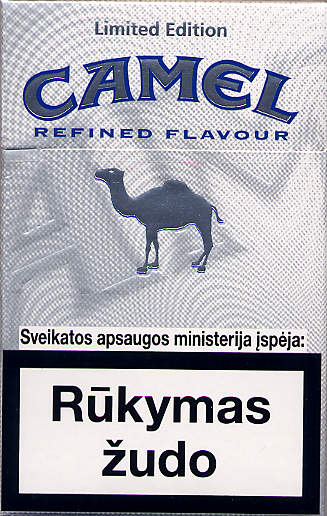 Limited Edition
CAMEL
REFINED FLAVOUR
Sveikatos apsaugos ministerija įspėja:
Rūkymas
žudo